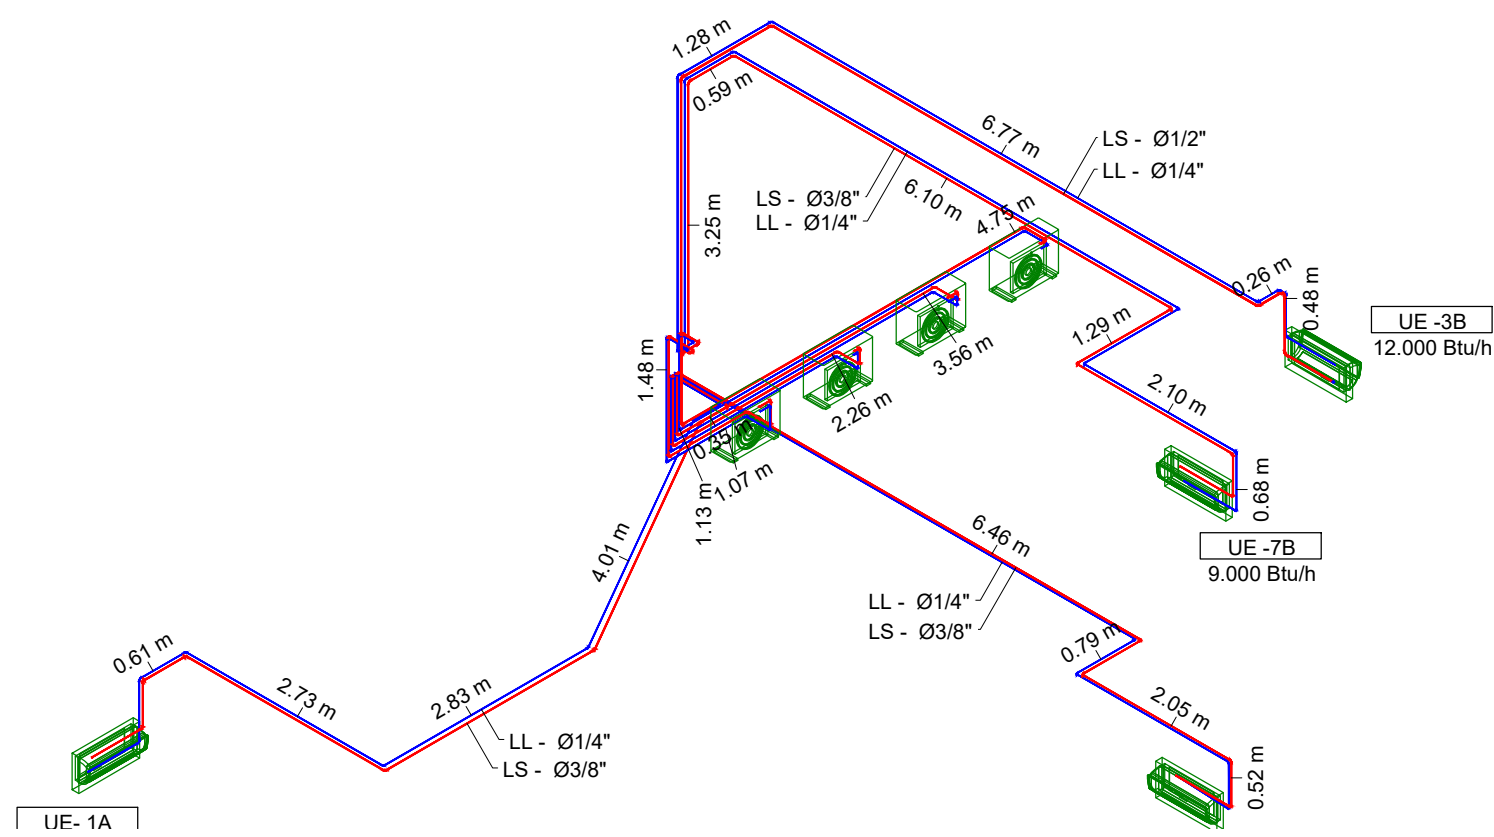 1.28 m
0.59 m
6.77 m
LS - Ø1/2"
LL - Ø1/4"
LS - Ø3/8"
LL - Ø1/4"
6.10 m
4.75 m
3.25 m
0.26 m
0.48 m
UE -3B
12.000 Btu/h
1.29 m
3.56 m
1.48 m
2.26 m
2.10 m
0.35 m
1.07 m
1.13 m
0.68 m
UE -7B
9.000 Btu/h
4.01 m
6.46 m
LL - Ø1/4"
LS - Ø3/8"
0.61 m
0.79 m
2.73 m
2.83 m
2.05 m
LL - Ø1/4"
LS - Ø3/8"
0.52 m
UE- 1A